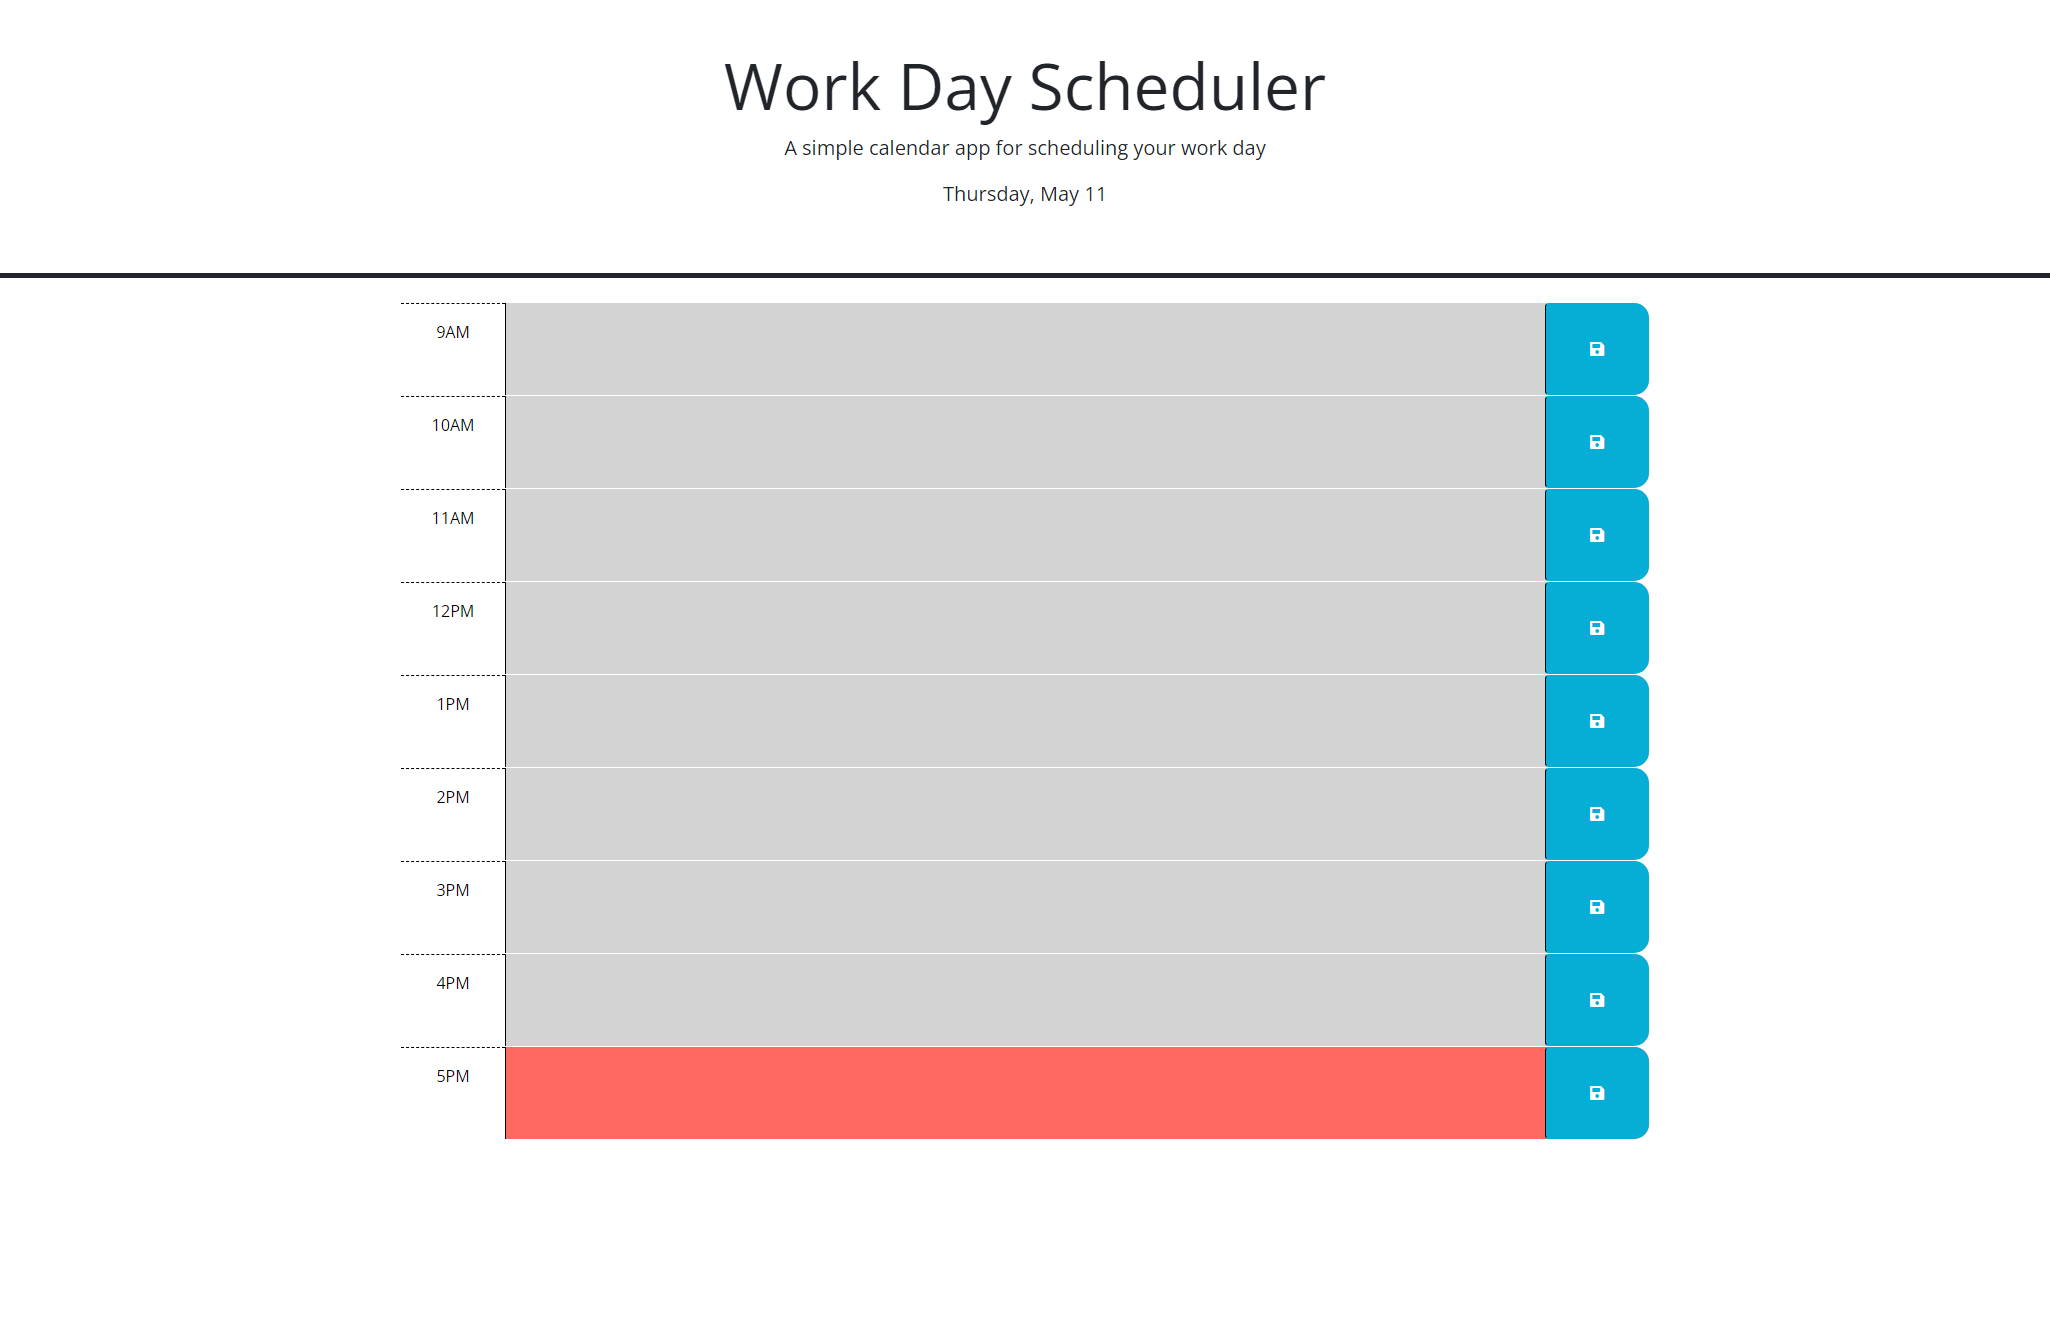 Work Day Scheduler
A simple calendar app for scheduling your work day
Thursday, May 11
9AM
10AM
11AM
12PM
1PM
2PM
3PM
4PM
5PM